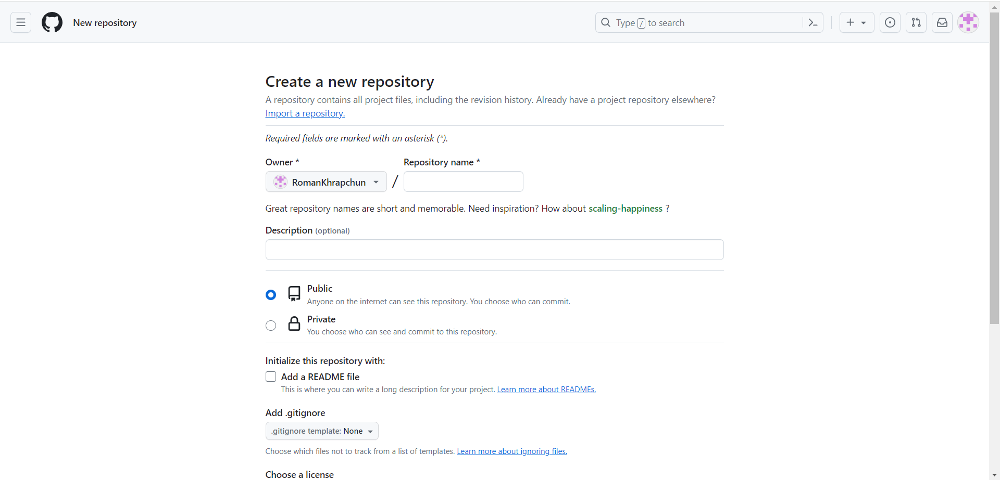 New repository
Type / to search
Create a new repository
A repository contains all project files, including the revision history. Already have a project repository elsewhere?
Import a repository.
Required fields are marked with an asterisk (*).
Owner * Repository name *
RomanKhrapchun /
Great repository names are short and memorable. Need inspiration? How about scaling-happiness ?
Description (optional)
Public
Anyone on the internet can see this repository. You choose who can commit.
Private
You choose who can see and commit to this repository.
Initialize this repository with:
Add a README file
This is where you can write a long description for your project. Learn more about READMEs.
Add .gitignore
.gitignore template: None
Choose which files not to track from a list of templates. Learn more about ignoring files.
Choose a license